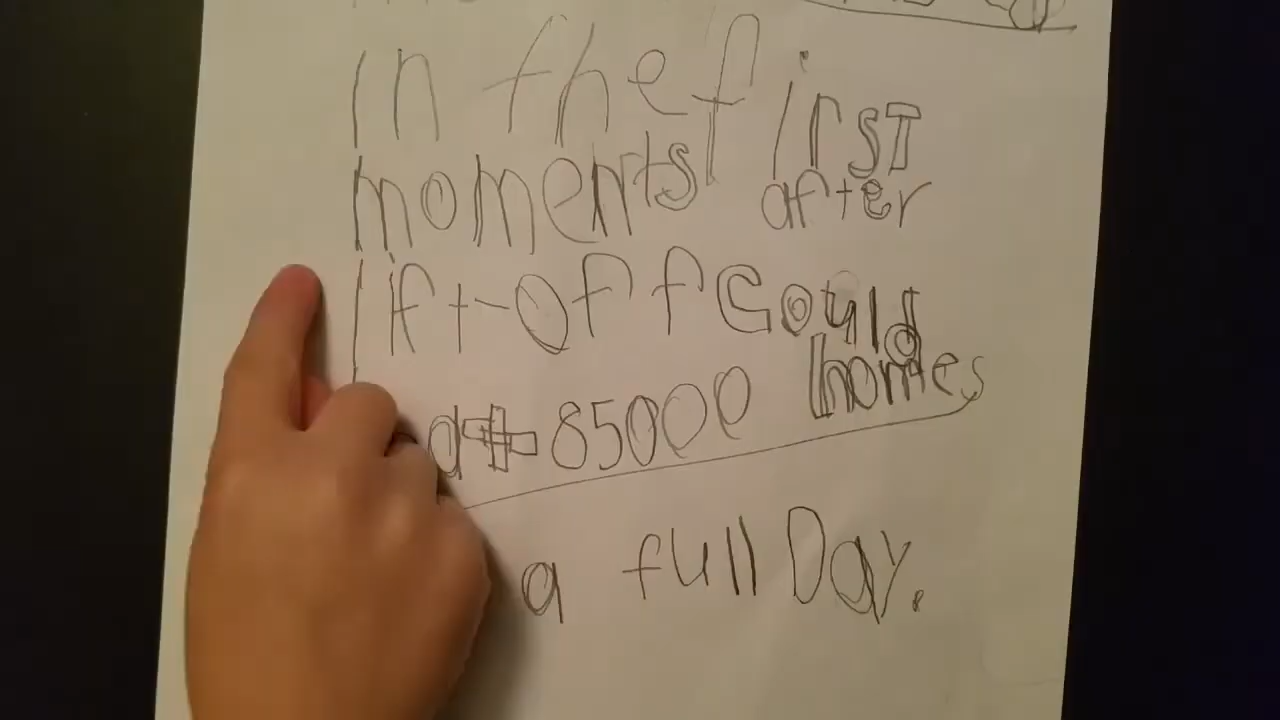 In the first
moments after
lift-off could
85000 homes
a full Day.